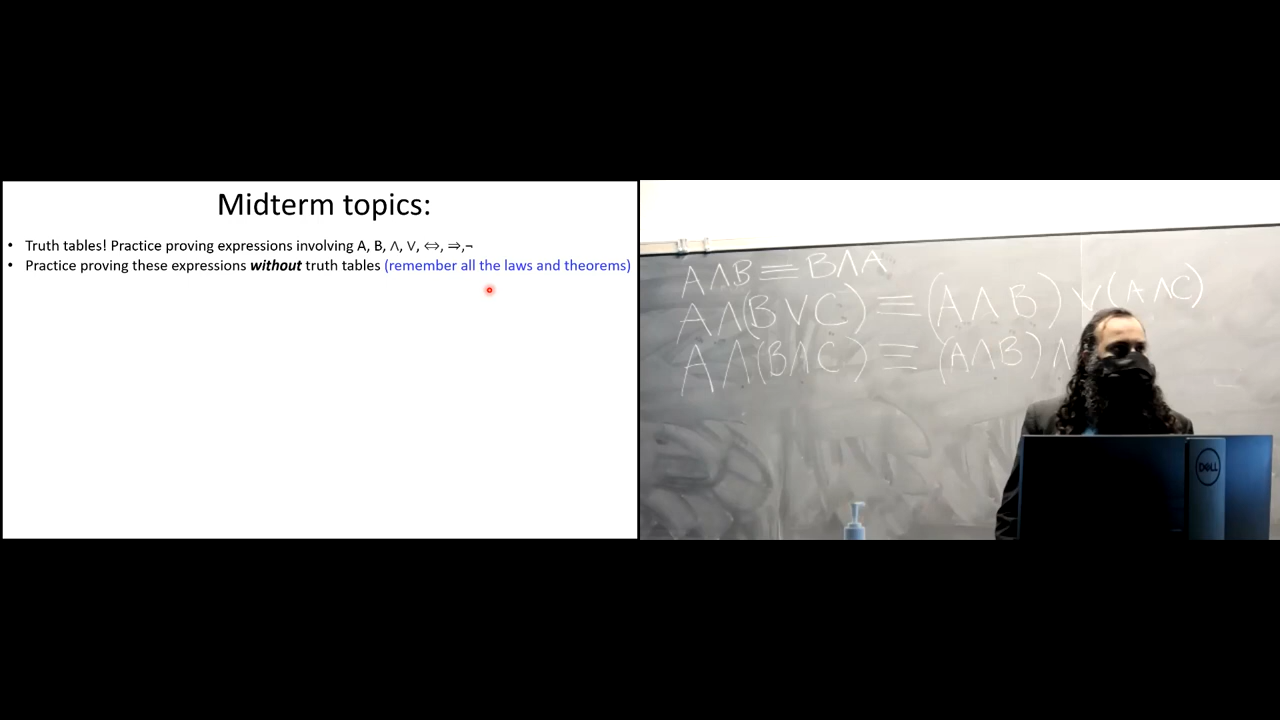 Midterm topics:
• Truth tables! Practice proving expressions involving A, B, ∧, ∨, ⇔, ⇒,¬
• Practice proving these expressions without truth tables (remember all the laws and theorems)
A∧B ≡ B∧A
A∧(B∨C) ≡ (A∧B)∨(A∧C)
A∧(B∧C) ≡ (A∧B)∧
DELL